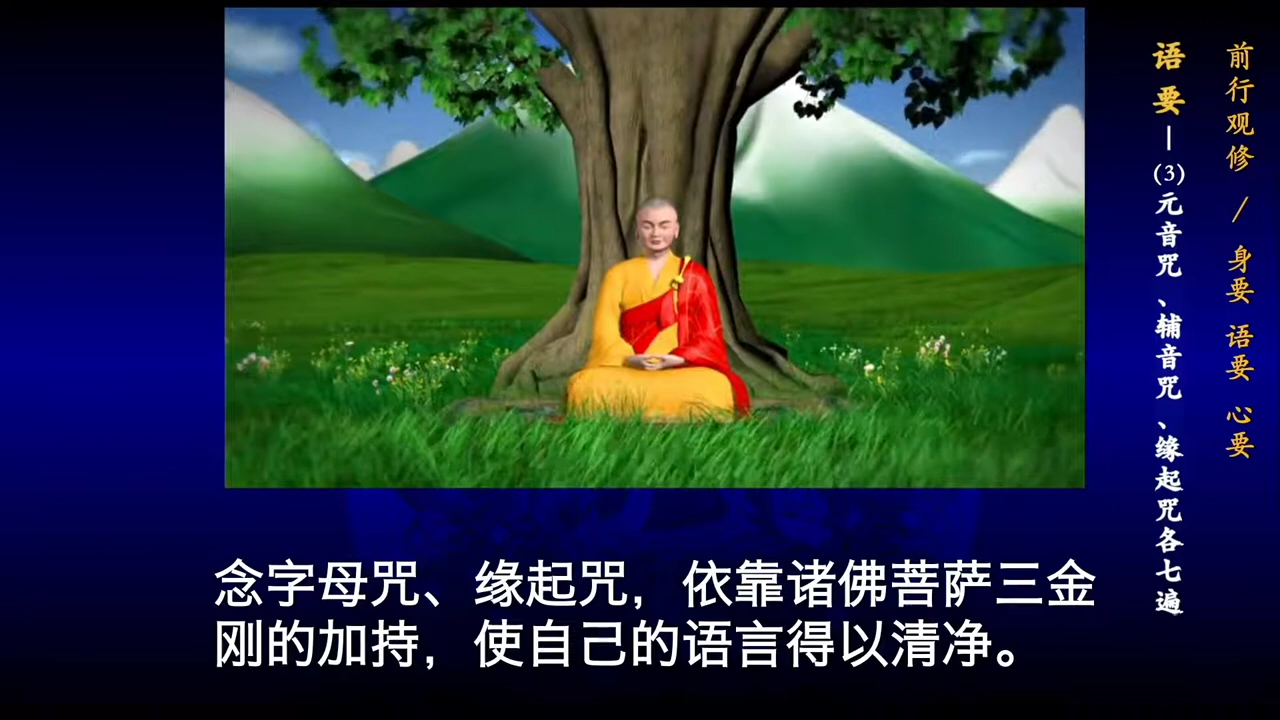 前行观修 / 身要 语要 心要
语要—(3)元音咒、辅音咒、缘起咒各七遍
念字母咒、缘起咒，依靠诸佛菩萨三金
刚的加持，使自己的语言得以清净。